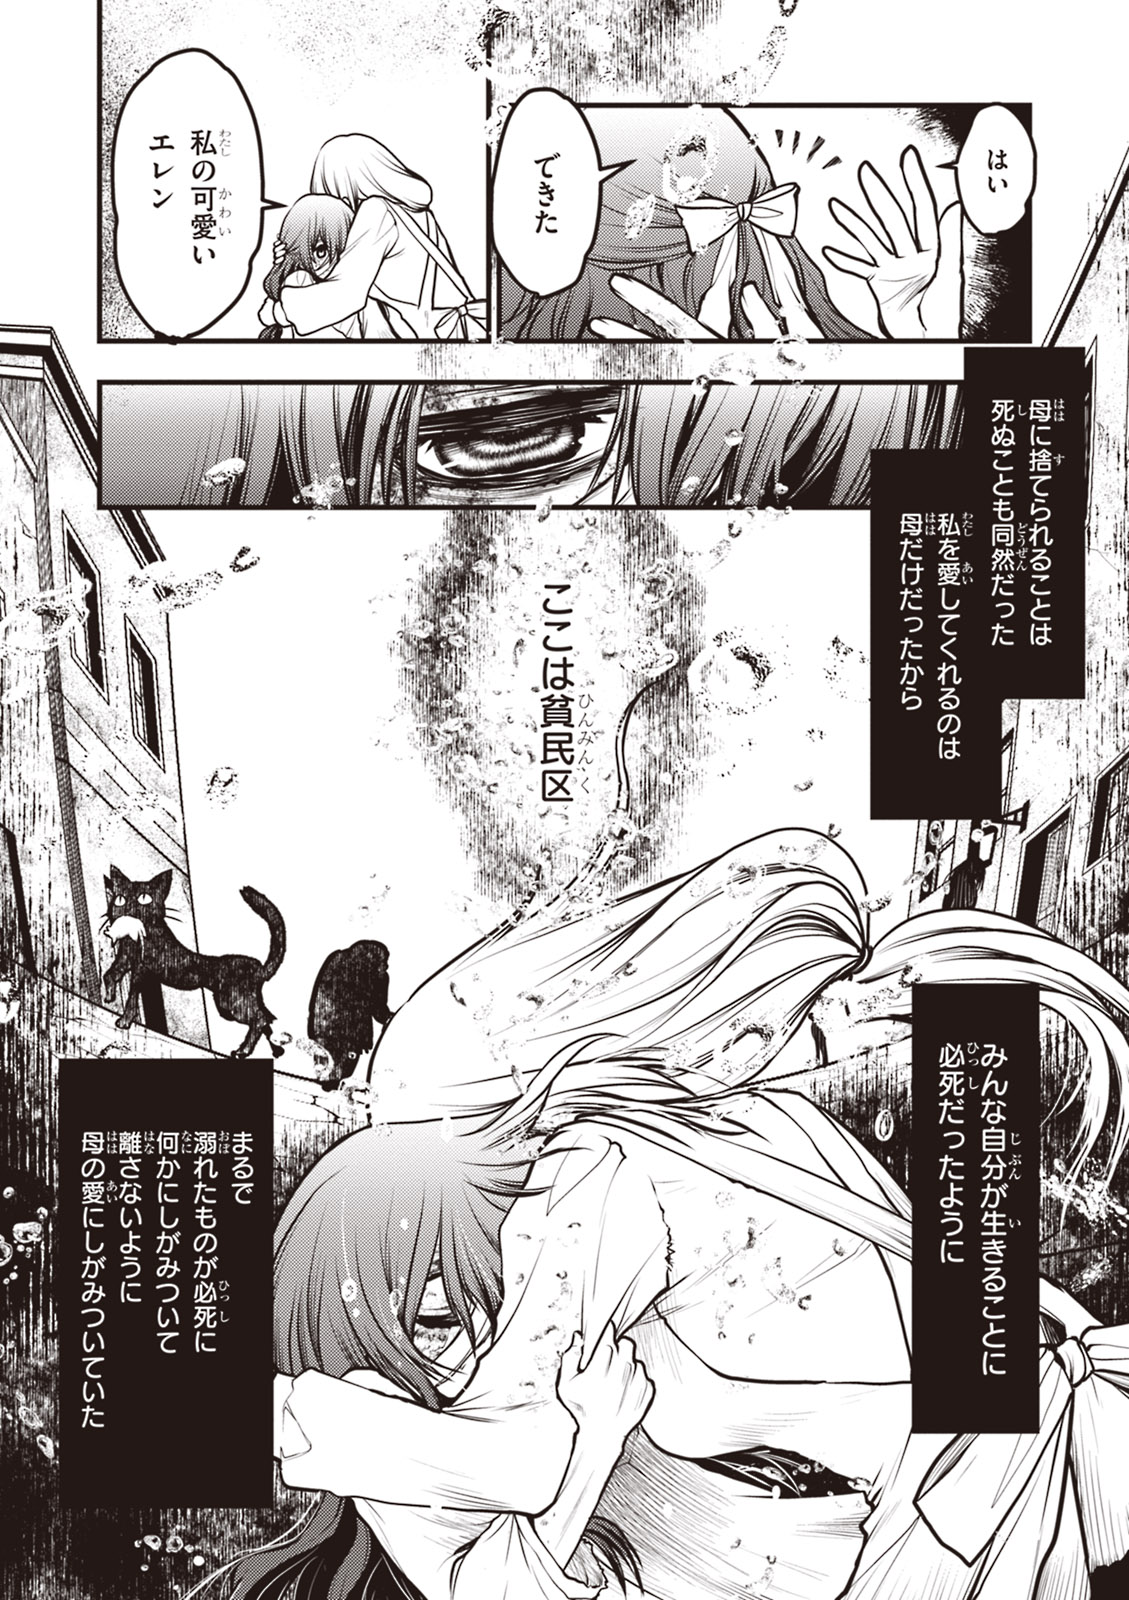 はい
できた
私の可愛い
エレン
母に捨てられることは
死ぬことも同然だった
私を愛してくれるのは
母だけだったから
ここは貧民区
みんな自分が生きることに
必死だったように
まるで
溺れたものが必死に
何かにしがみついて
離さないように
母の愛にしがみついていた